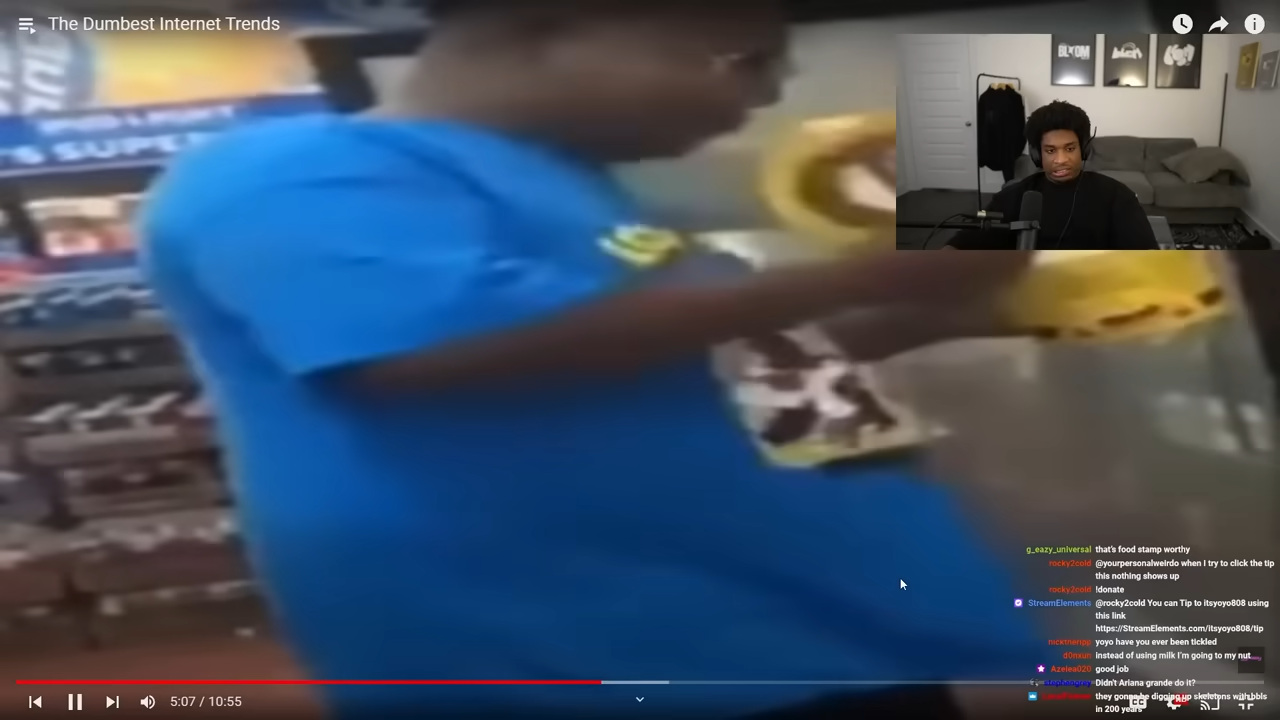 The Dumbest Internet Trends
BLXOM
g_eazy_universal that's food stamp worthy
rocky2cold @yourpersonalweirdo when I try to click the tip
this nothing shows up
rocky2cold !donate
StreamElements @rocky2cold You can Tip to itsyoyo808 using
this link
https://StreamElements.com/itsyoyo808/tip
yoyo have you ever been tickled
d0nxun instead of using milk I'm going to my nut
Azelea020 good job
Didn't Ariana grande do it?
they gonna be digging up skeletons with bbls
in 200 years
5:07 / 10:55